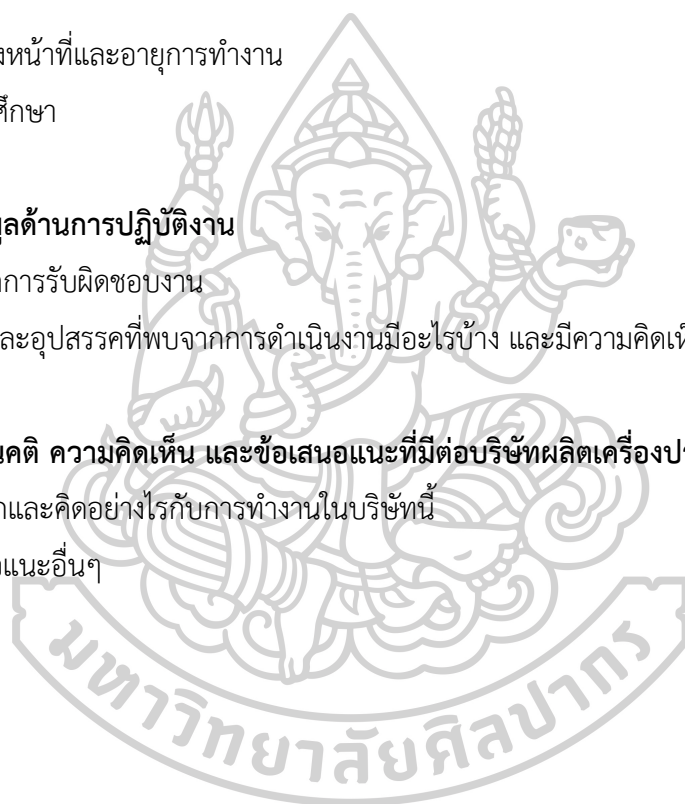 งหน้าที่และอายุการทำงาน
ศึกษา
มูลด้านการปฏิบัติงาน
การรับผิดชอบงาน
ละอุปสรรคที่พบจากการดำเนินงานมีอะไรบ้าง และมีความคิดเห็
นคติ ความคิดเห็น และข้อเสนอแนะที่มีต่อบริษัทผลิตเครื่องปร
กและคิดอย่างไรกับการทำงานในบริษัทนี้
อแนะอื่นๆ
มหาวิทยาลัยศิลปากร